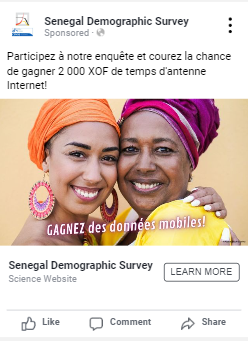 Senegal Demographic Survey
Sponsored ·
Participez à notre enquête et courez la chance
de gagner 2 000 XOF de temps d'antenne
Internet!
GAGNEZ des données mobiles!
Senegal Demographic Survey
Science Website
LEARN MORE
Like
Comment
Share